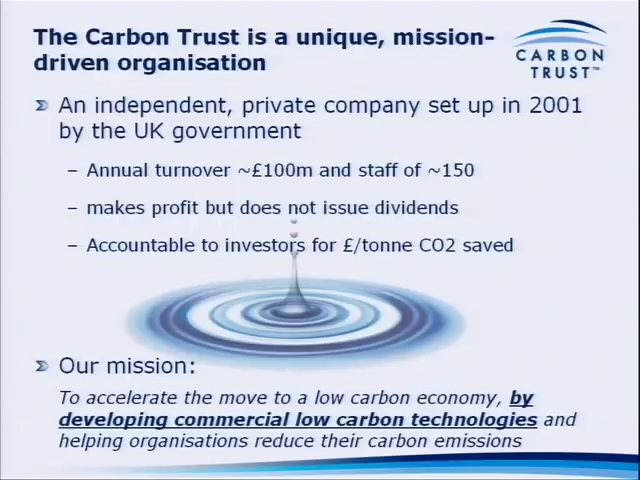 The Carbon Trust is a unique, mission-
driven organisation
CARBON
TRUST™
An independent, private company set up in 2001
by the UK government
– Annual turnover ~£100m and staff of ~150
– makes profit but does not issue dividends
– Accountable to investors for £/tonne CO2 saved
Our mission:
To accelerate the move to a low carbon economy, by
developing commercial low carbon technologies and
helping organisations reduce their carbon emissions